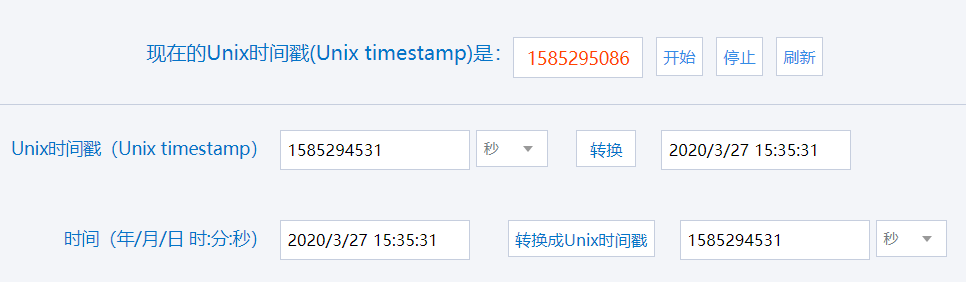 现在的Unix时间戳(Unix timestamp)是： 1585295086 开始 停止 刷新
Unix时间戳（Unix timestamp） 1585294531 秒 转换 2020/3/27 15:35:31
时间（年/月/日 时:分:秒） 2020/3/27 15:35:31 转换成Unix时间戳 1585294531 秒